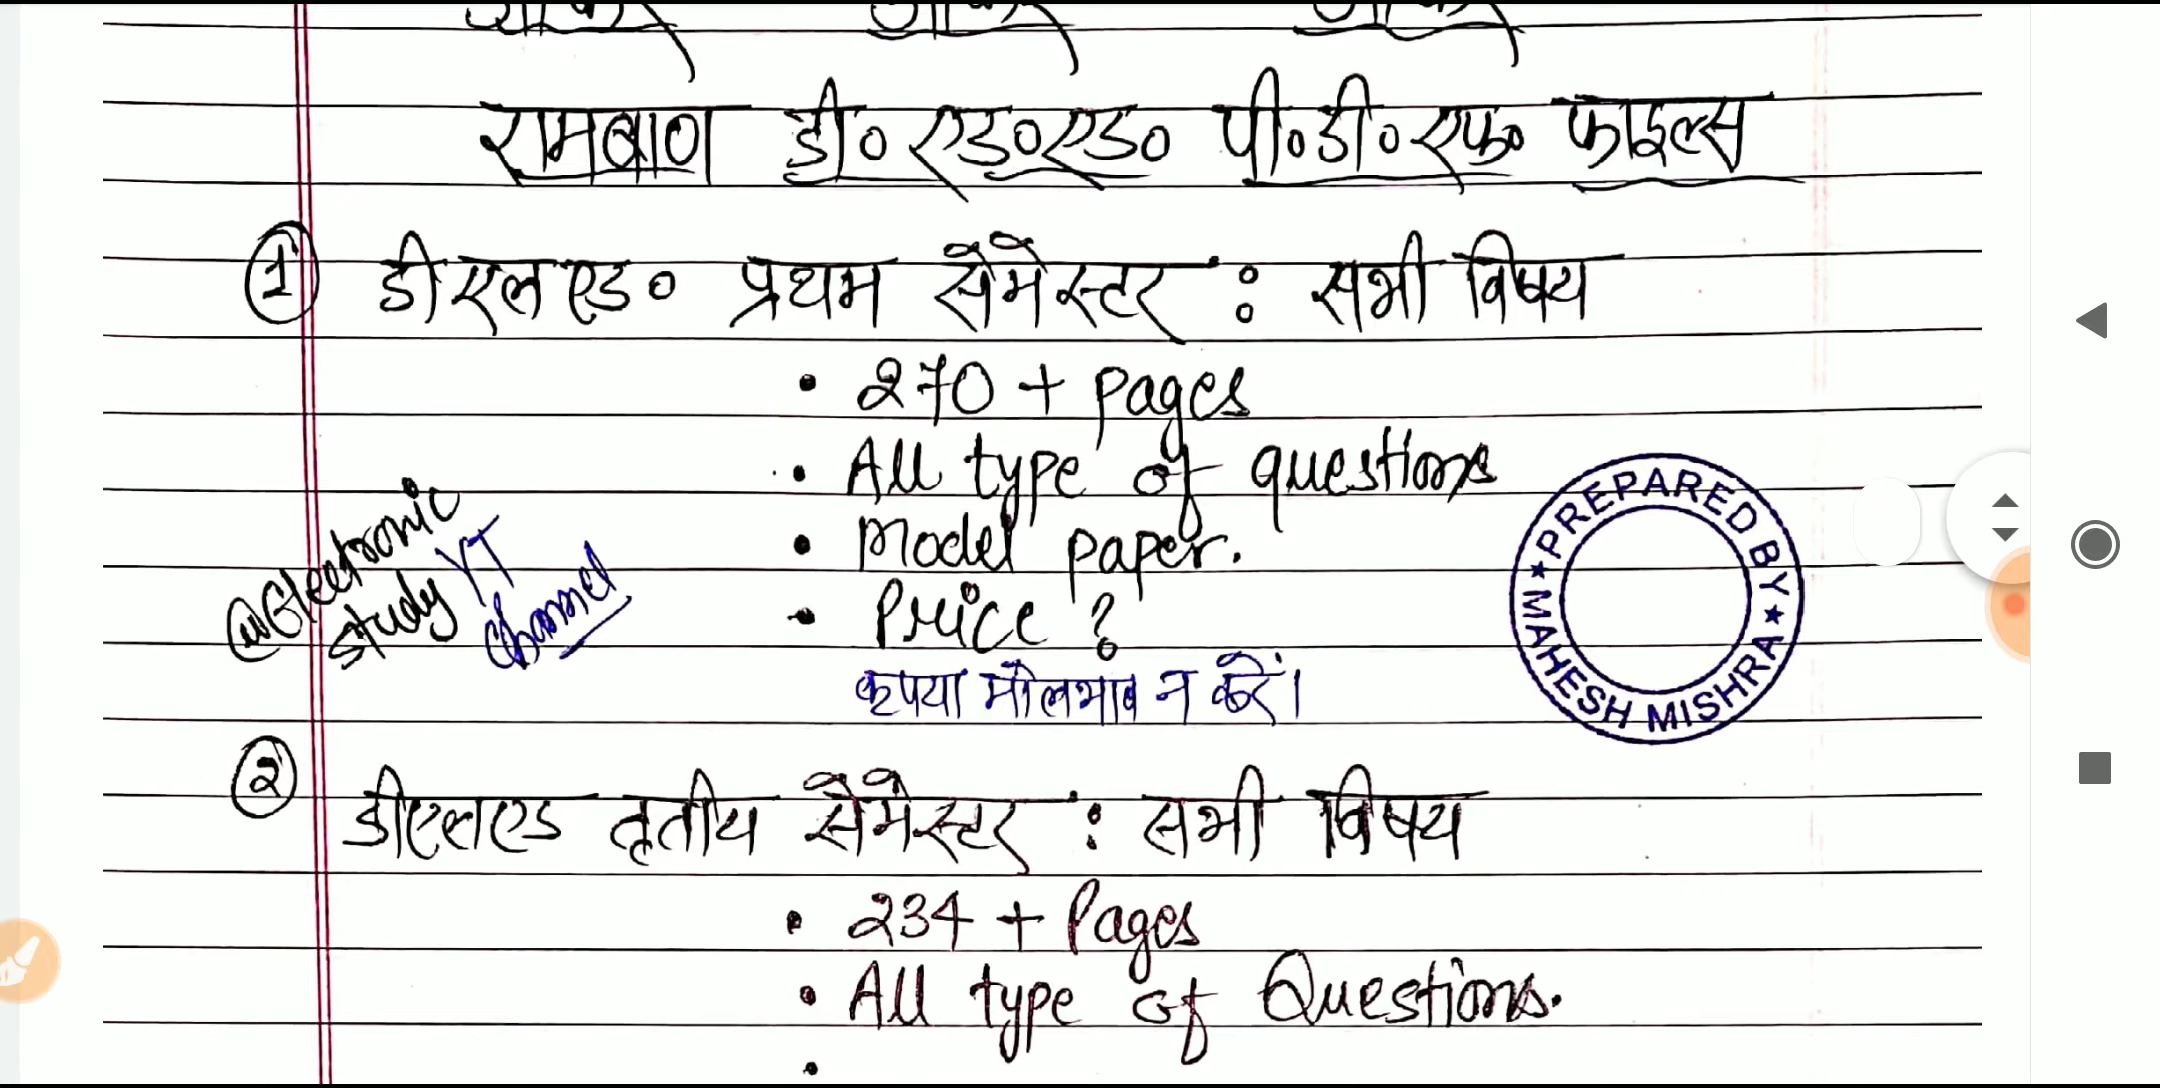 रामबाण डी०एड०एड० पी०डी०एफ० फाइल्स
1 डीएलएड० प्रथम सेमेस्टर : सभी विषय
• 270 + pages
• All type of questions
• Model paper.
• Price ?
कृपया मोलभाव न करें।
@Electronic
study YT
channel
★ PREPARED BY ★
MAHESH MISHRA
2 डीएलएड तृतीय सेमेस्टर : सभी विषय
• 234 + Pages
• All type of Questions.
•